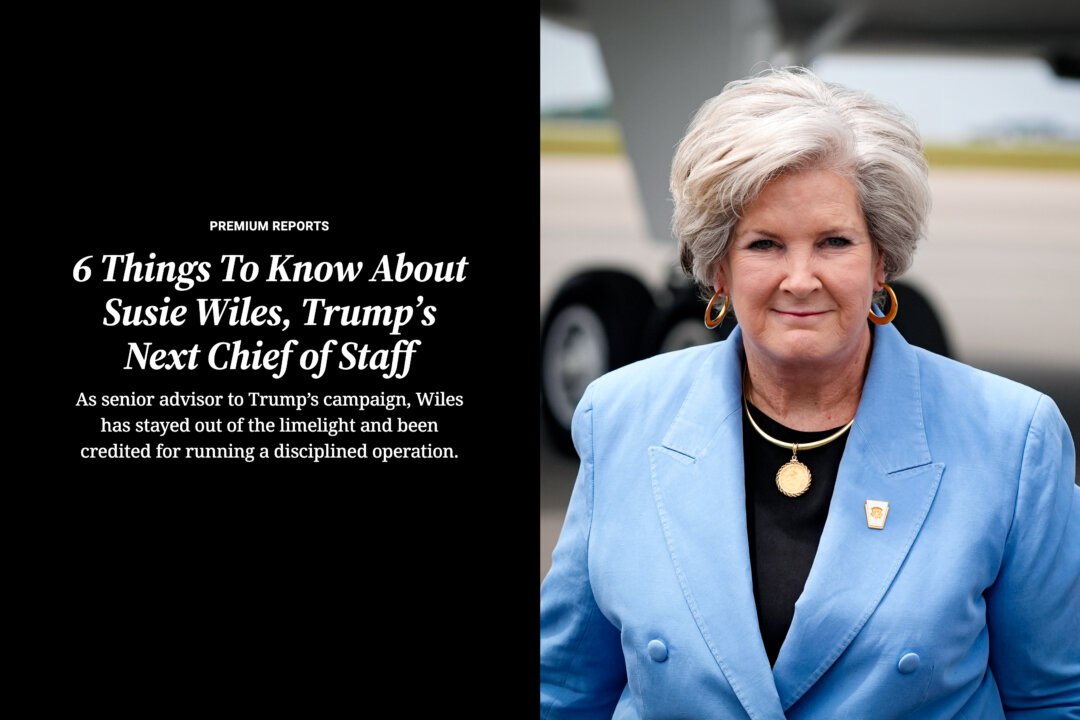 PREMIUM REPORTS
6 Things To Know About
Susie Wiles, Trump’s
Next Chief of Staff
As senior advisor to Trump’s campaign, Wiles
has stayed out of the limelight and been
credited for running a disciplined operation.